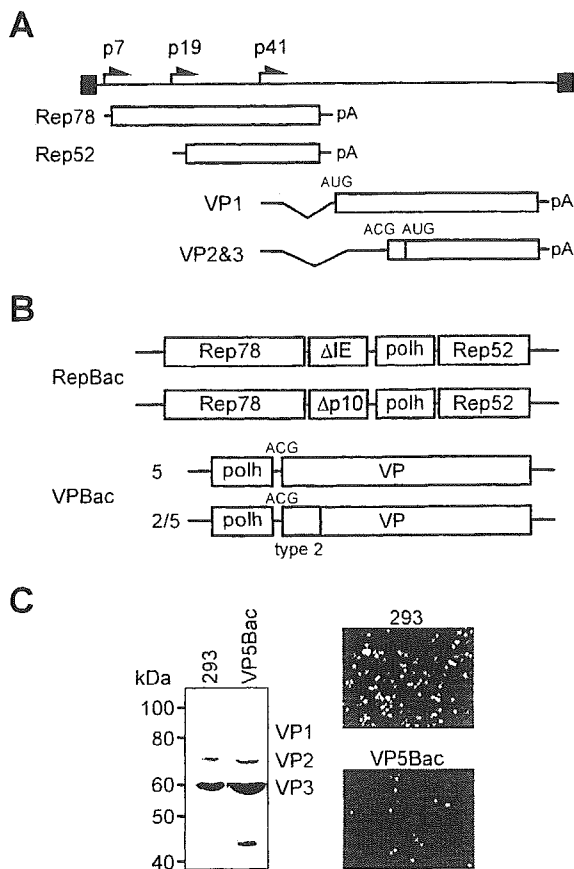 A
p7 p19 p41
Rep78 pA
Rep52 pA
AUG
VP1 pA
ACG AUG
VP2&3 pA
B
RepBac
Rep78 ΔIE polh Rep52
Rep78 Δp10 polh Rep52
VPBac
ACG
5 polh VP
ACG
2/5 polh VP
type 2
C
kDa 293 VP5Bac
100
80
60
50
40
VP1
VP2
VP3
293
VP5Bac